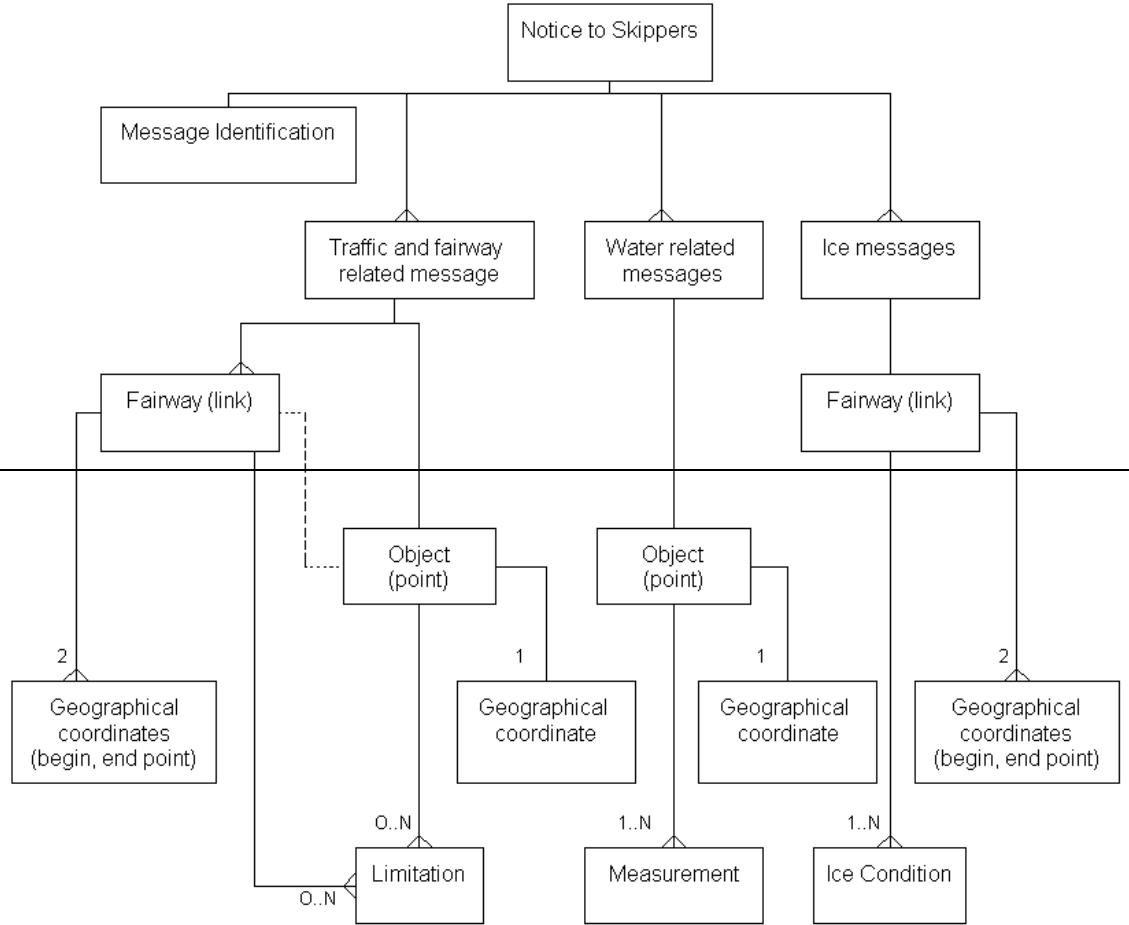 Notice to Skippers
Message Identification
Traffic and fairway
related message
Water related
messages
Ice messages
Fairway (link)
Fairway (link)
Object
(point)
Object
(point)
2
1
1
2
Geographical
coordinates
(begin, end point)
Geographical
coordinate
Geographical
coordinate
Geographical
coordinates
(begin, end point)
O..N
1..N
1..N
Limitation
Measurement
Ice Condition
O..N